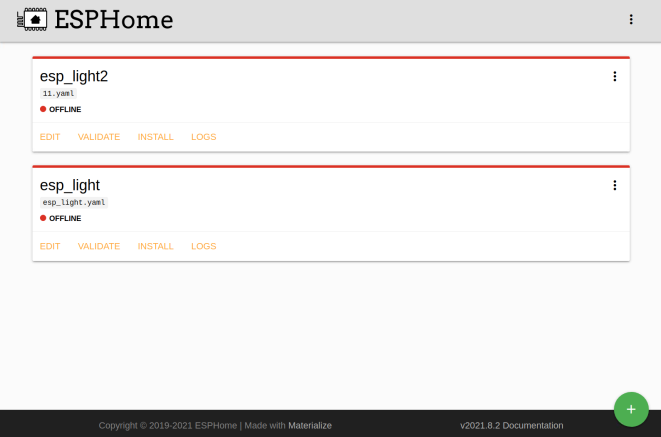 ESPHome
esp_light2
11.yaml
OFFLINE
EDIT VALIDATE INSTALL LOGS
esp_light
esp_light.yaml
OFFLINE
EDIT VALIDATE INSTALL LOGS
Copyright © 2019-2021 ESPHome | Made with Materialize v2021.8.2 Documentation